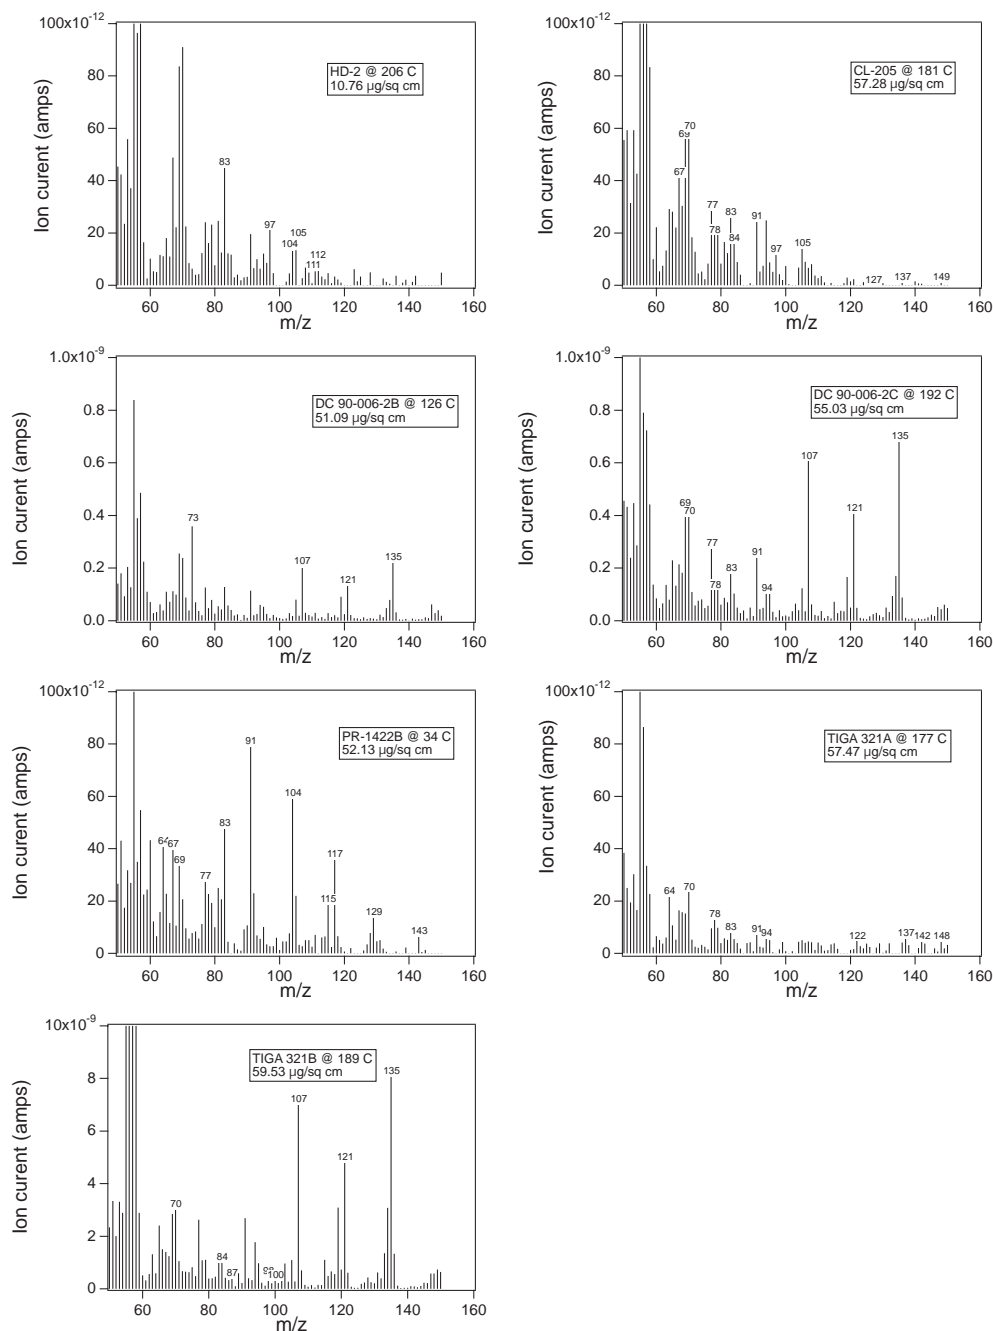 100x10-12
80
60
40
20
0
Ion curent (amps)
HD-2 @ 206 C
10.76 µg/sq cm
83
97
104
105
111
112
60 80 100 120 140 160
m/z
100x10-12
80
60
40
20
0
Ion curent (amps)
CL-205 @ 181 C
57.28 µg/sq cm
67
69
70
77
78
83
84
91
97
105
127
137
149
60 80 100 120 140 160
m/z
1.0x10-9
0.8
0.6
0.4
0.2
0.0
Ion curent (amps)
DC 90-006-2B @ 126 C
51.09 µg/sq cm
73
107
121
135
60 80 100 120 140 160
m/z
1.0x10-9
0.8
0.6
0.4
0.2
0.0
Ion curent (amps)
DC 90-006-2C @ 192 C
55.03 µg/sq cm
69
70
77
78
83
91
94
107
121
135
60 80 100 120 140 160
m/z
100x10-12
80
60
40
20
0
Ion curent (amps)
PR-1422B @ 34 C
52.13 µg/sq cm
64
67
69
77
83
91
104
115
117
129
143
60 80 100 120 140 160
m/z
100x10-12
80
60
40
20
0
Ion curent (amps)
TIGA 321A @ 177 C
57.47 µg/sq cm
64
70
78
83
91
94
122
137
142
148
60 80 100 120 140 160
m/z
10x10-9
8
6
4
2
0
Ion curent (amps)
TIGA 321B @ 189 C
59.53 µg/sq cm
70
84
87
98
100
107
121
135
60 80 100 120 140 160
m/z